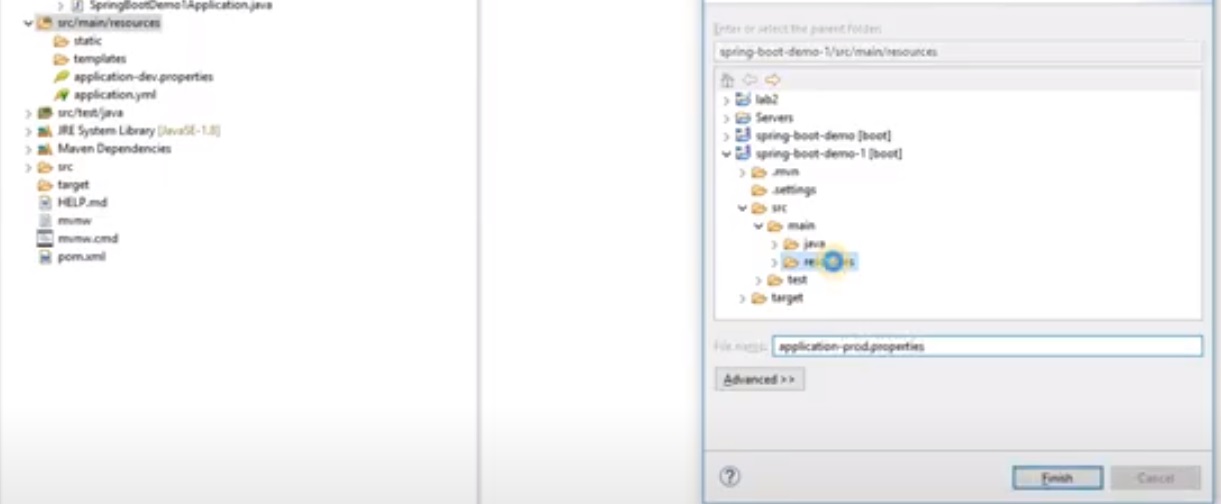 SpringBootDemo1Application.java
src/main/resources
static
templates
application-dev.properties
application.yml
src/test/java
JRE System Library [JavaSE-1.8]
Maven Dependencies
src
target
HELP.md
mvnw
mvnw.cmd
pom.xml
Enter or select the parent folder:
spring-boot-demo-1/src/main/resources
lab2
Servers
spring-boot-demo [boot]
spring-boot-demo-1 [boot]
.mvn
.settings
src
main
java
resources
test
target
File name: application-prod.properties
Advanced >>
?
Finish Cancel